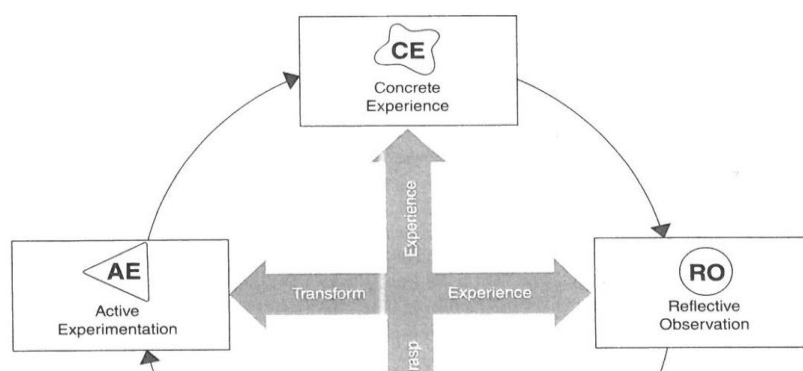 CE
Concrete
Experience
Experience
AE
Active
Experimentation
Transform
Experience
RO
Reflective
Observation
rasp